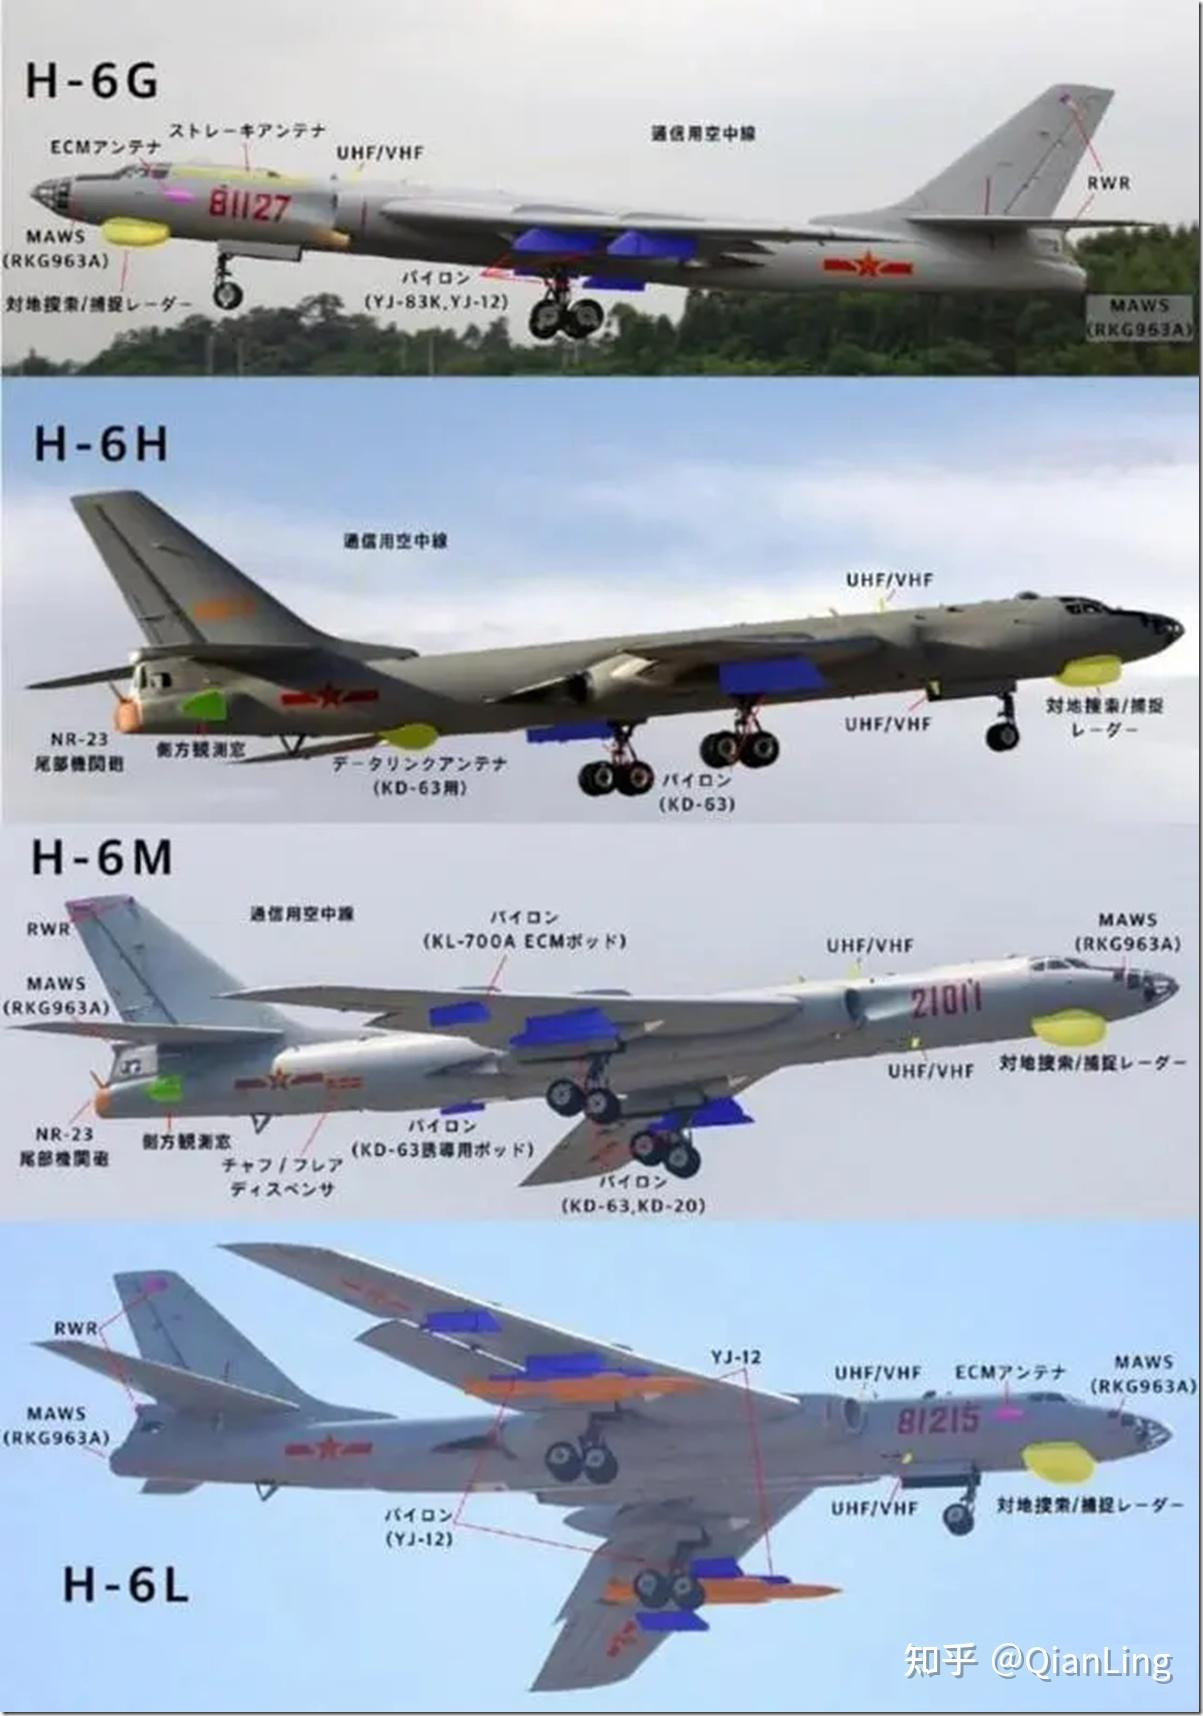 H-6G
ストレーキアンテナ
ECMアンテナ
UHF/VHF
通信用空中線
RWR
81127
MAWS
(RKG963A)
対地捜索/捕捉レーダー
パイロン
(YJ-83K,YJ-12)
MAWS
(RKG963A)
H-6H
通信用空中線
UHF/VHF
UHF/VHF
対地捜索/捕捉
レーダー
NR-23
尾部機関砲
側方観測窓
データリンクアンテナ
(KD-63用)
パイロン
(KD-63)
H-6M
RWR
通信用空中線
パイロン
(KL-700A ECMポッド)
UHF/VHF
MAWS
(RKG963A)
MAWS
(RKG963A)
21011
UHF/VHF
対地捜索/捕捉レーダー
NR-23
尾部機関砲
側方観測窓
チャフ/フレア
ディスペンサ
パイロン
(KD-63誘導用ポッド)
パイロン
(KD-63,KD-20)
RWR
YJ-12
UHF/VHF
ECMアンテナ
MAWS
(RKG963A)
MAWS
(RKG963A)
81215
パイロン
(YJ-12)
UHF/VHF
対地捜索/捕捉レーダー
H-6L
知乎 @QianLing